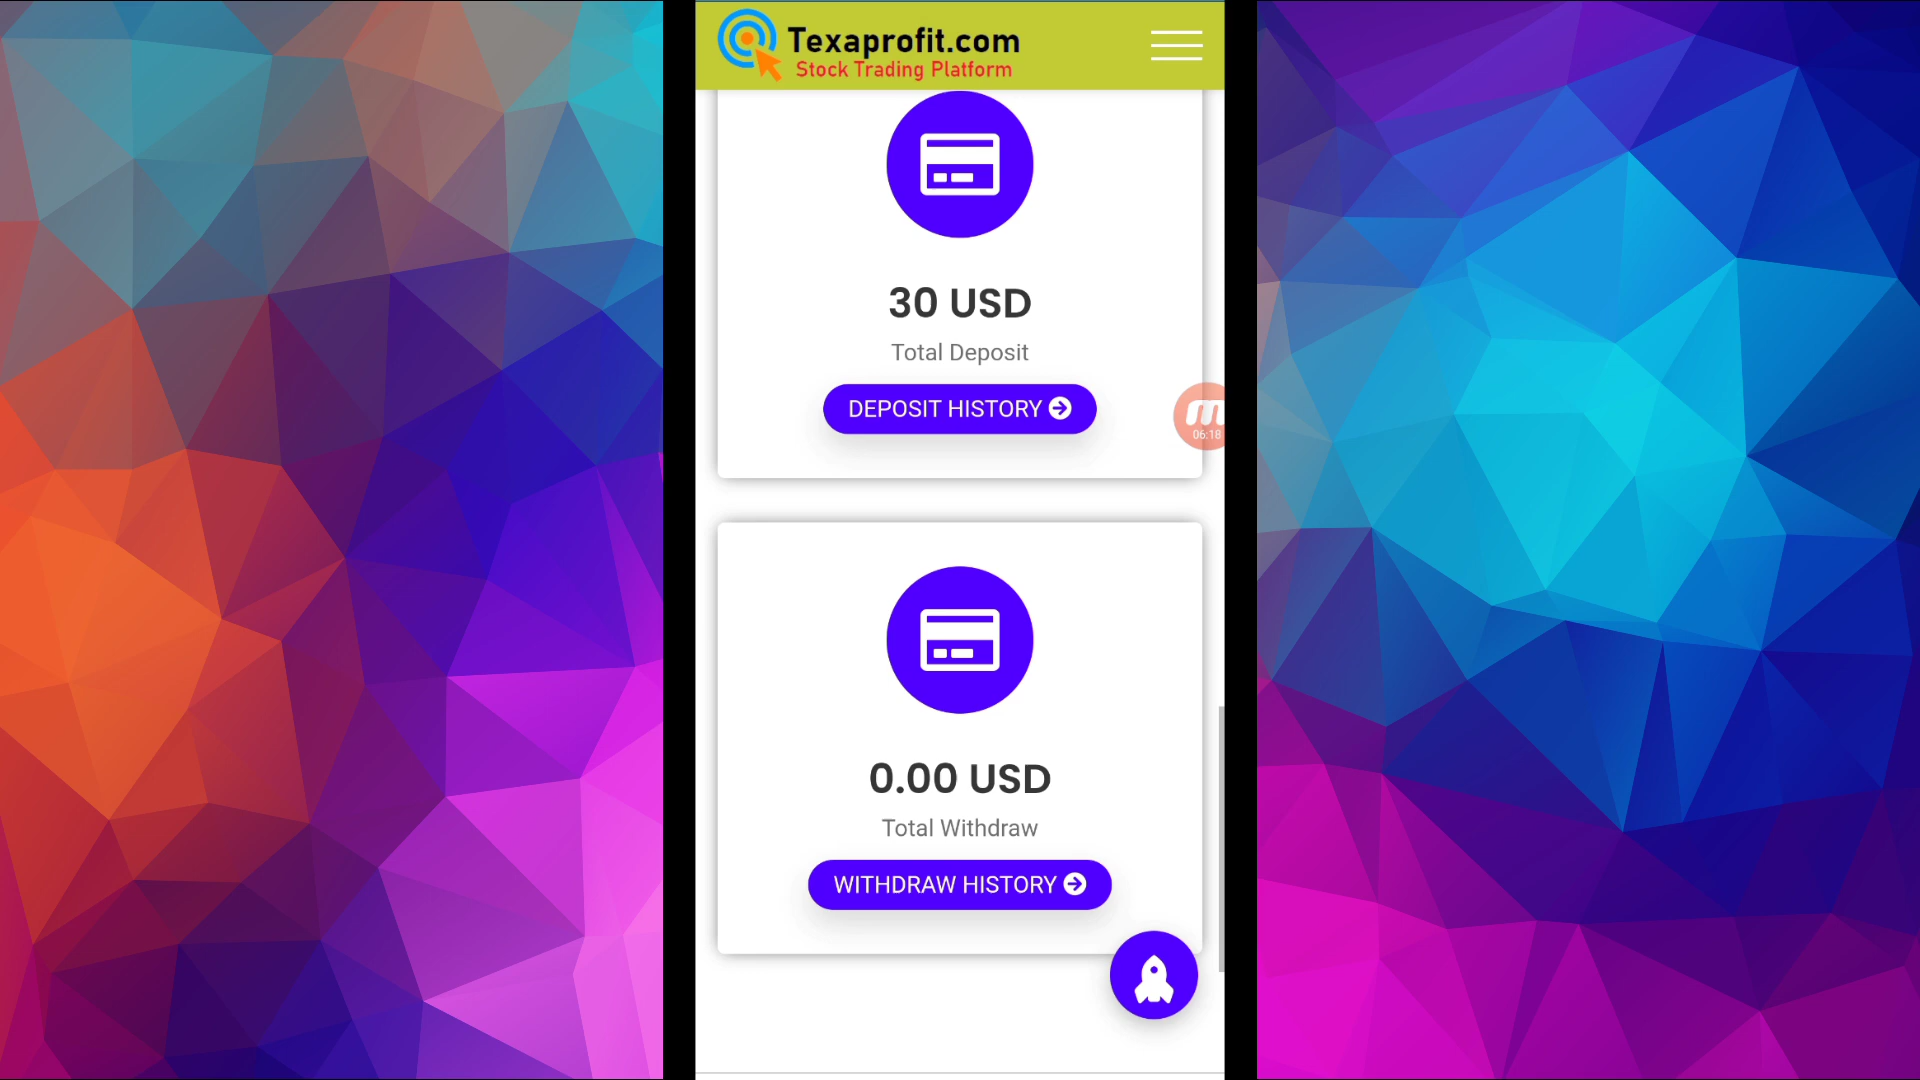 Texaprofit.com
Stock Trading Platform
30 USD
Total Deposit
DEPOSIT HISTORY
06:18
0.00 USD
Total Withdraw
WITHDRAW HISTORY